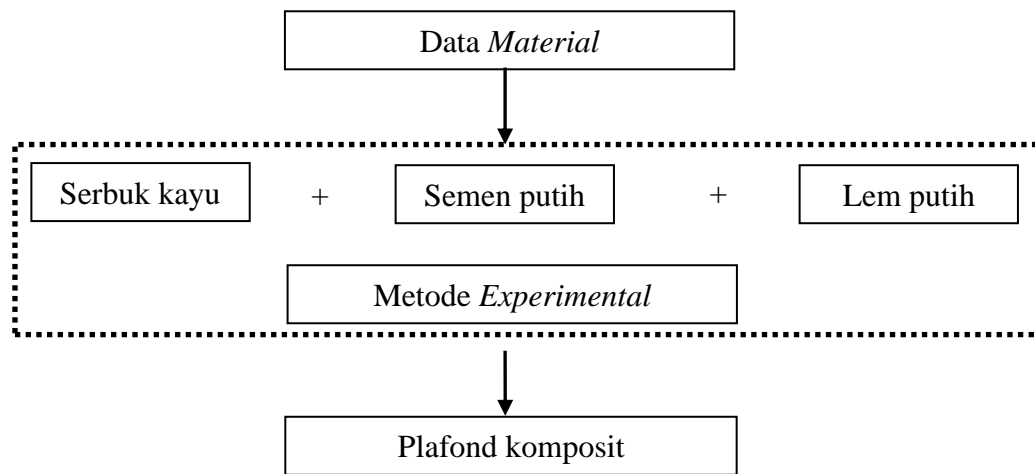 Data Material
Serbuk kayu + Semen putih + Lem putih
Metode Experimental
Plafond komposit